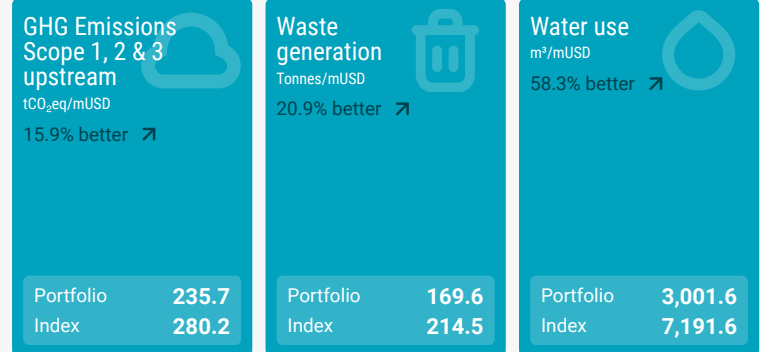 GHG Emissions
Scope 1, 2 & 3
upstream
tCO₂eq/mUSD
15.9% better
Portfolio 235.7
Index 280.2
Waste
generation
Tonnes/mUSD
20.9% better
Portfolio 169.6
Index 214.5
Water use
m³/mUSD
58.3% better
Portfolio 3,001.6
Index 7,191.6